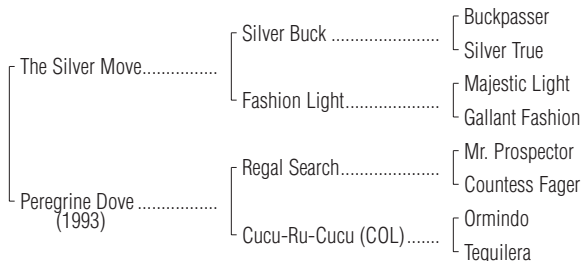 Buckpasser
Silver Buck ........................
Silver True
The Silver Move................
Majestic Light
Fashion Light.....................
Gallant Fashion
Mr. Prospector
Regal Search......................
Countess Fager
Peregrine Dove .................
(1993)
Ormindo
Cucu-Ru-Cucu (COL).......
Tequilera